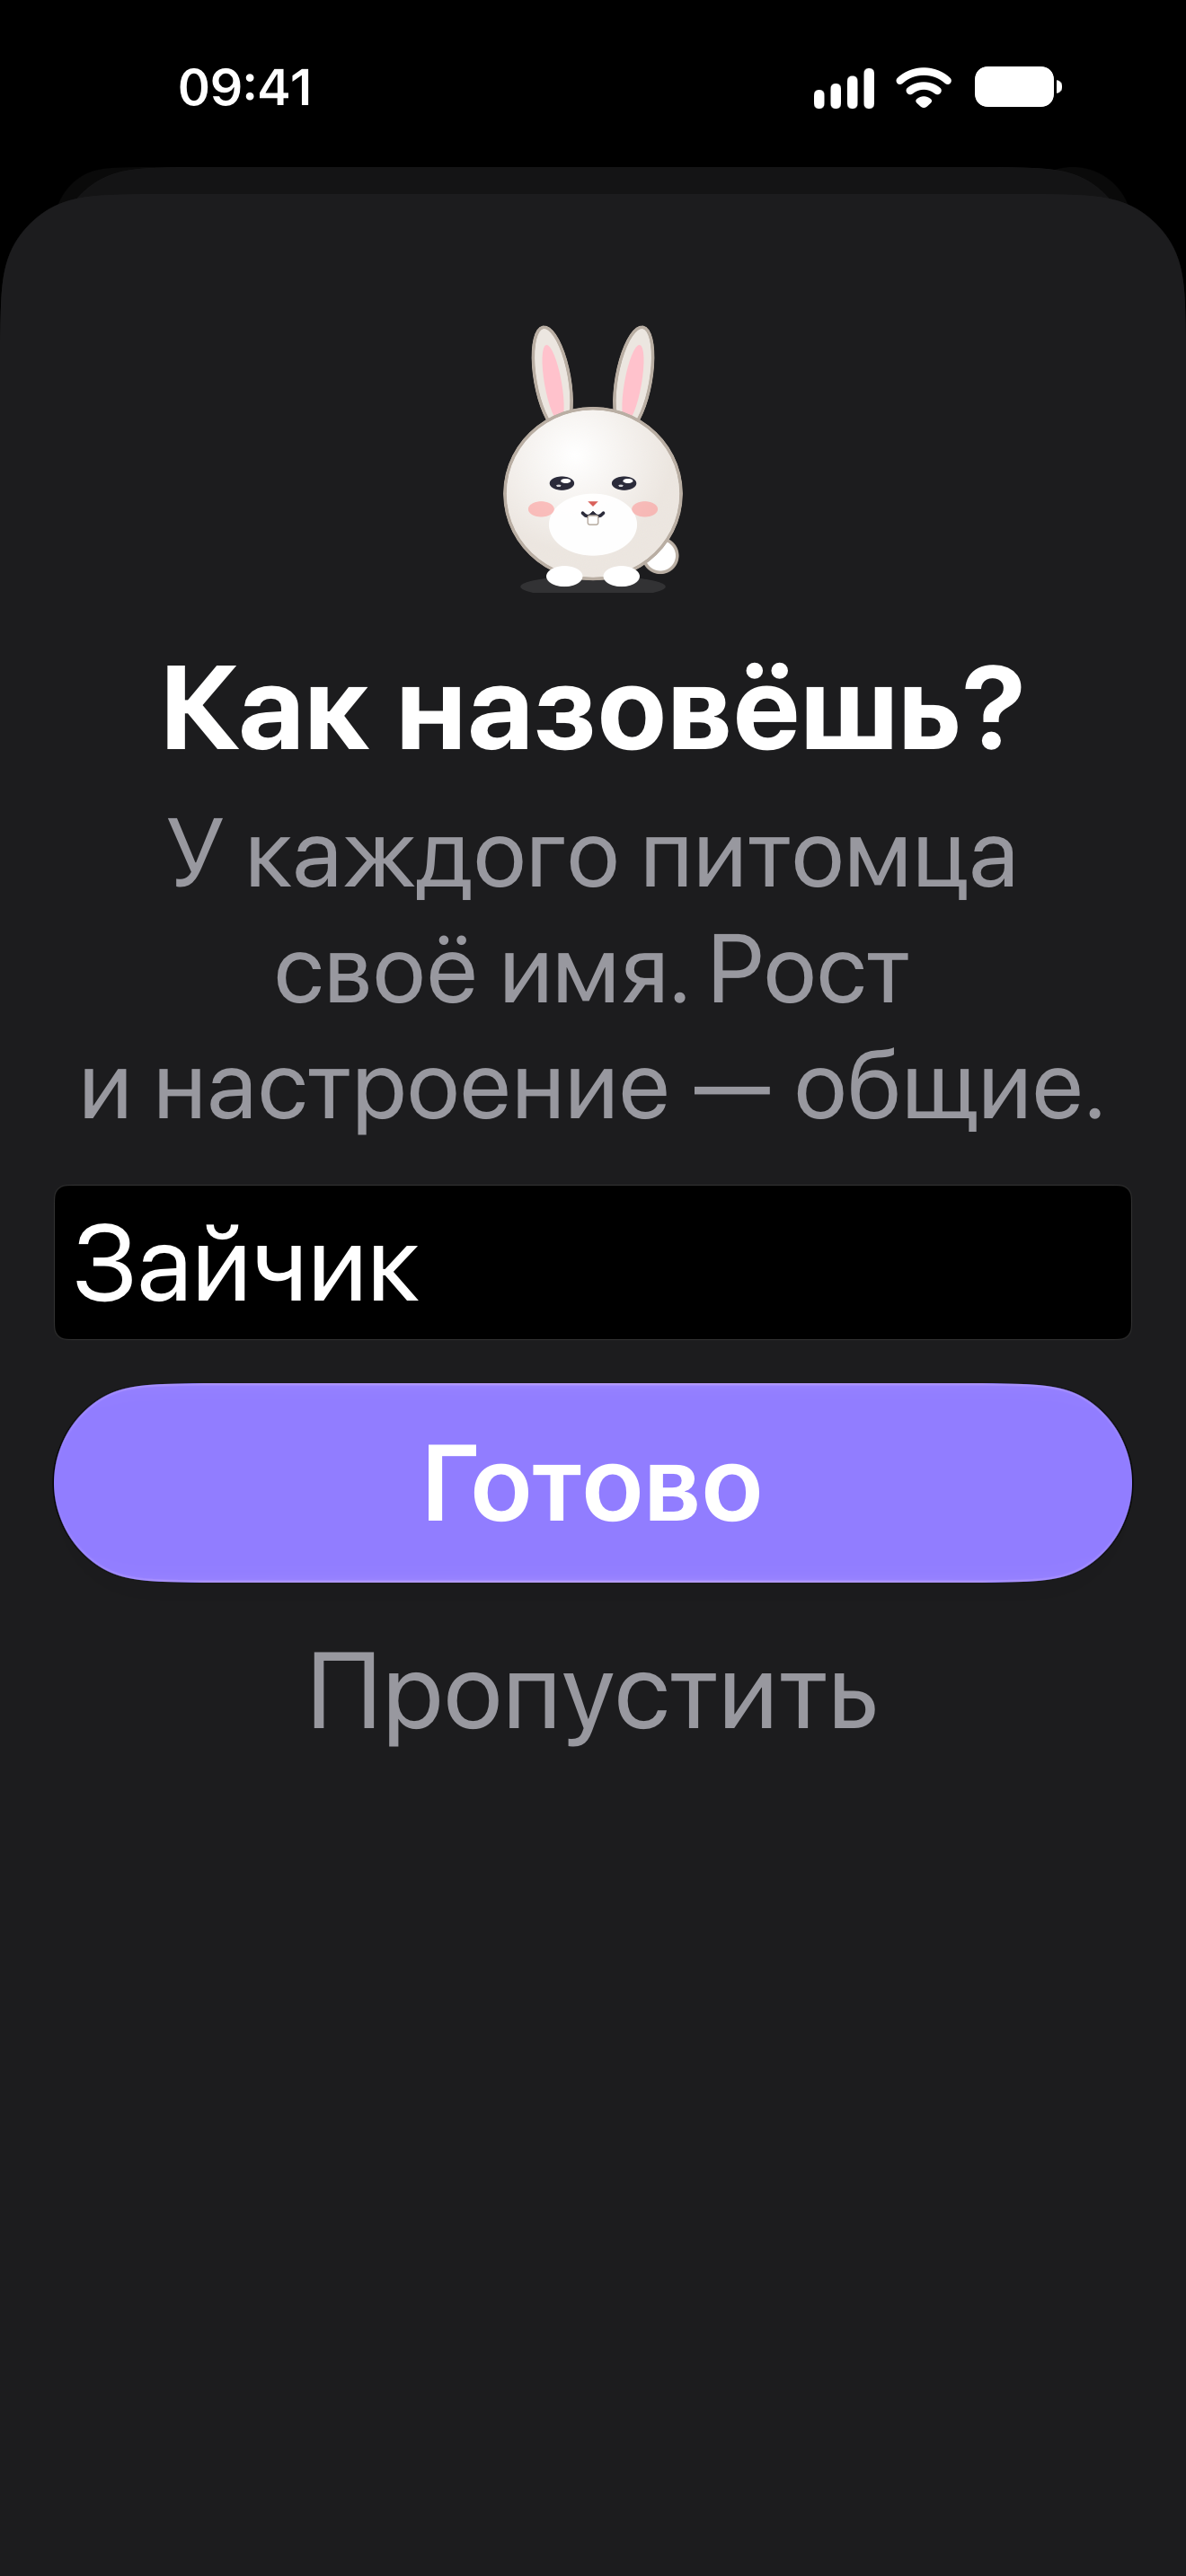 09:41
Как назовёшь?
У каждого питомца
своё имя. Рост
и настроение — общие.
Зайчик
Готово
Пропустить